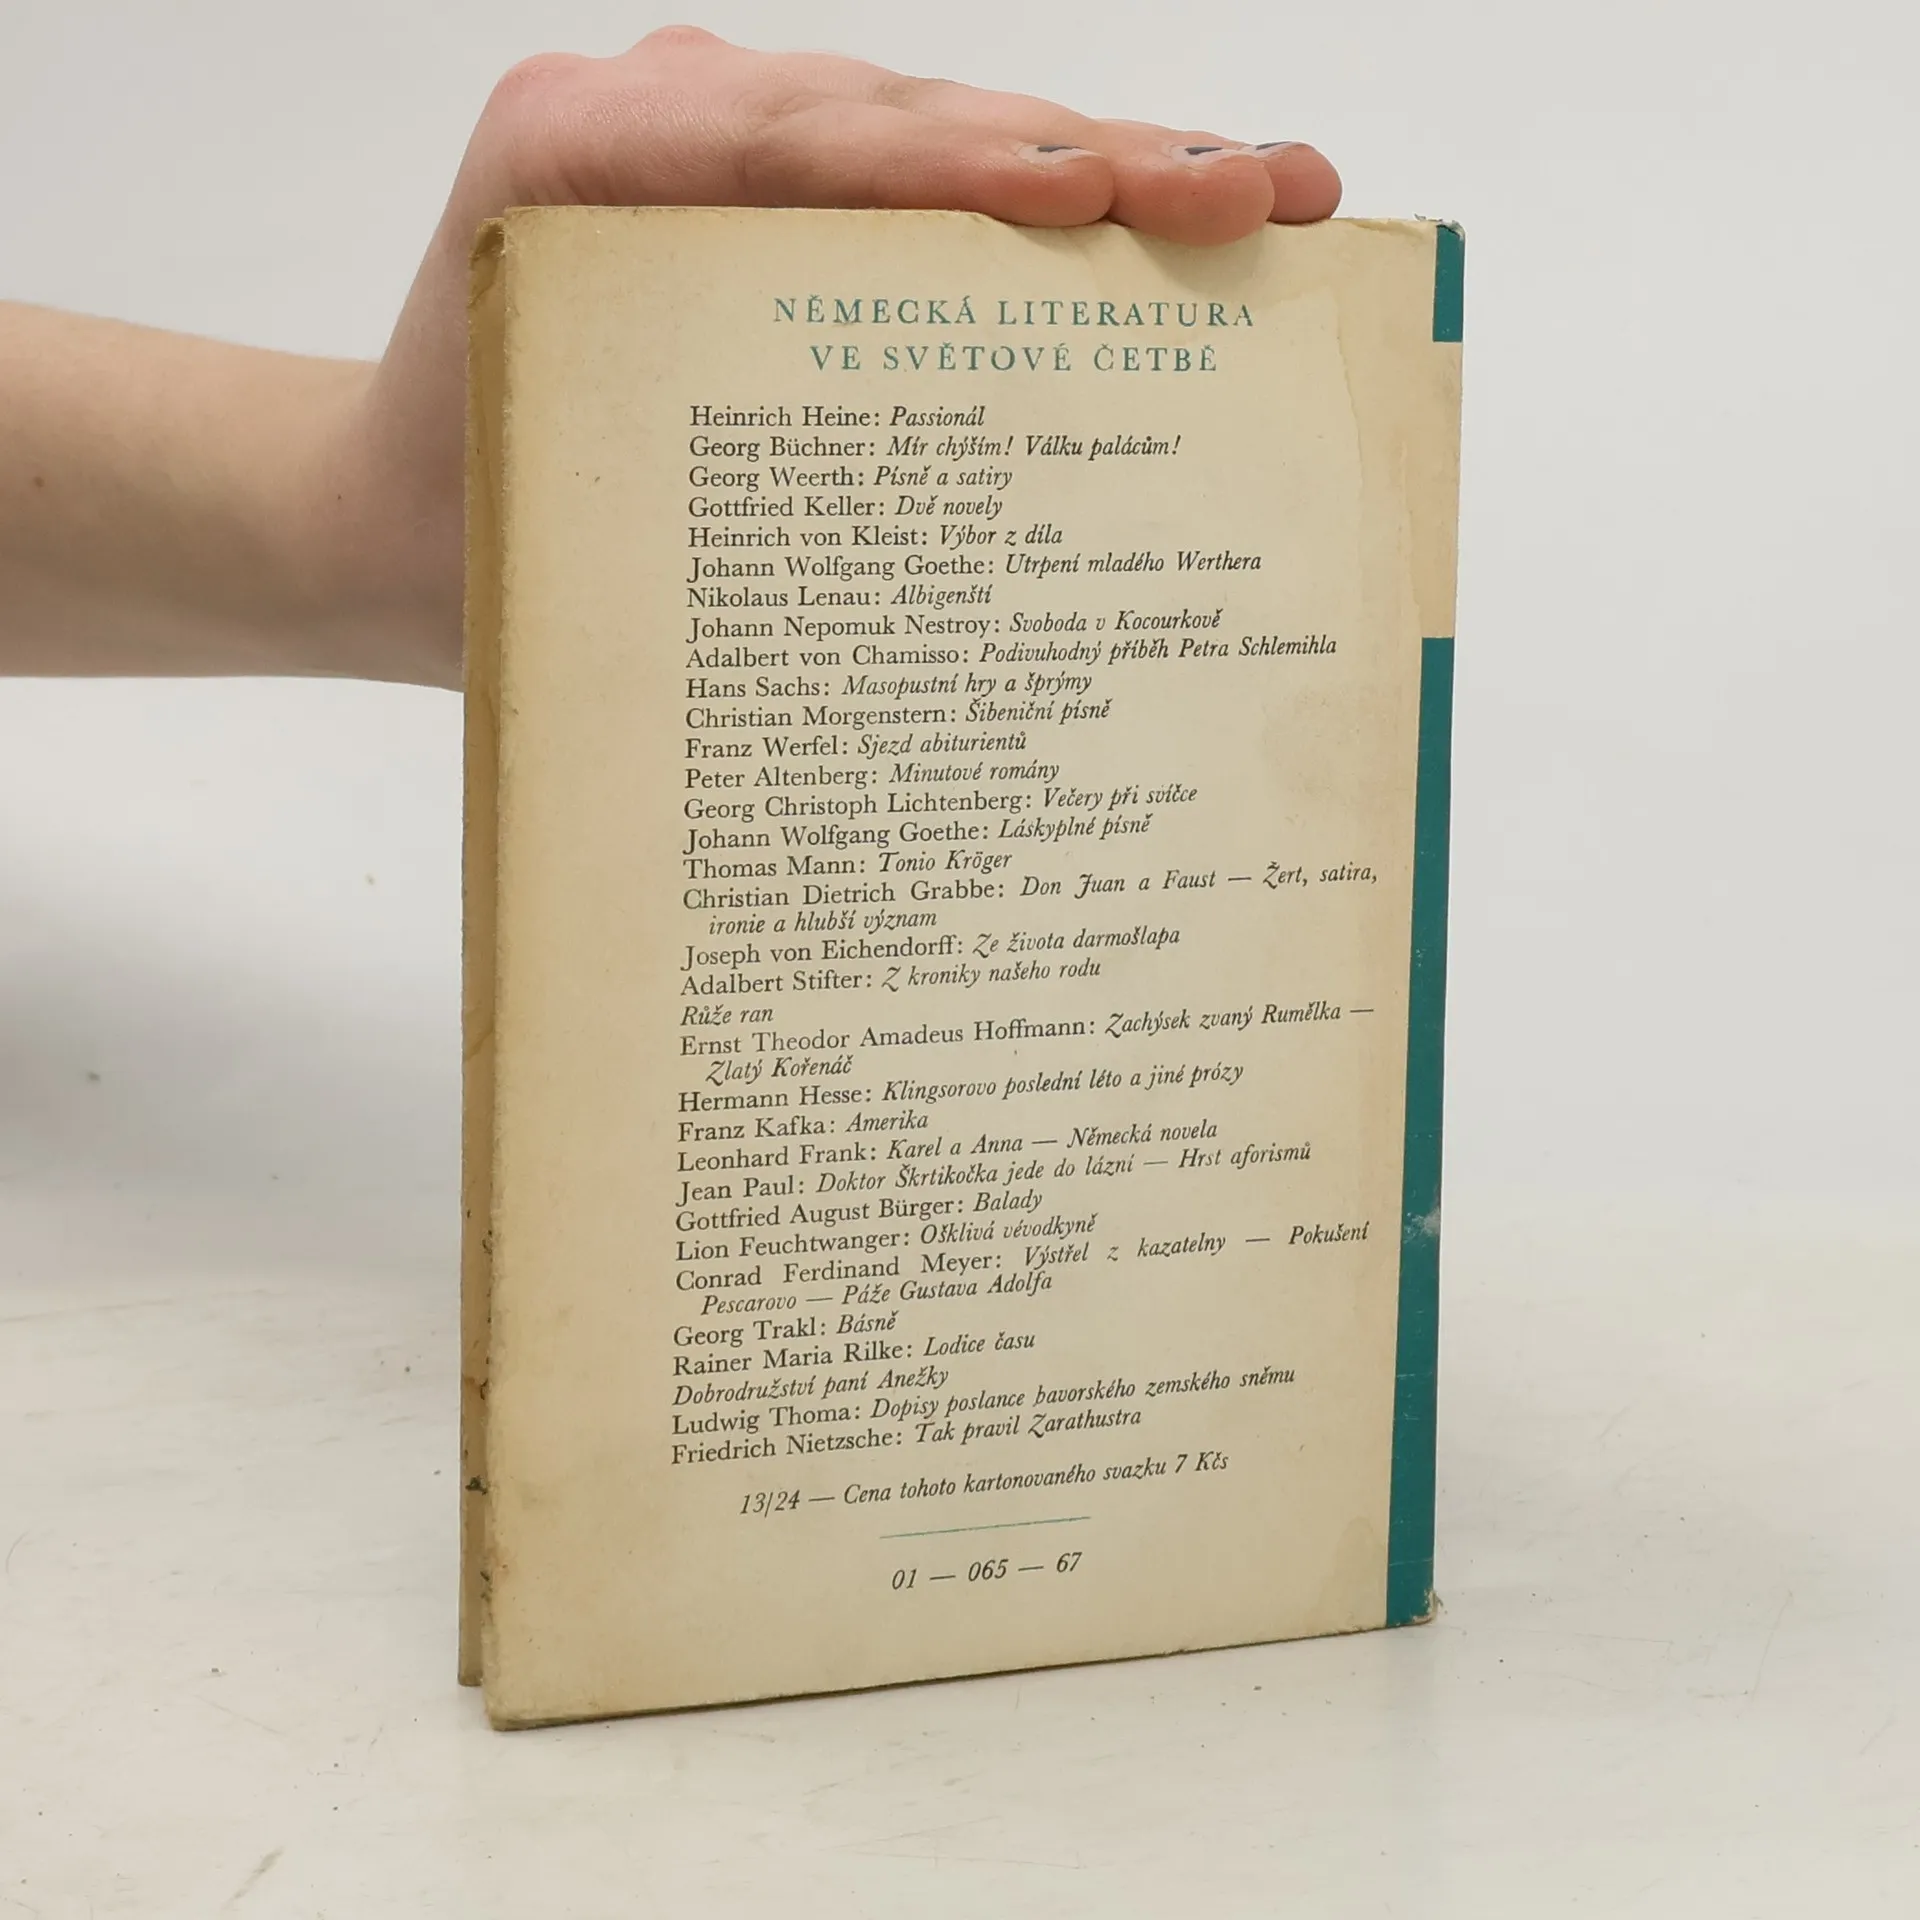 NĚMECKÁ LITERATURA
VE SVĚTOVÉ ČETBĚ
Heinrich Heine: Passionál
Georg Büchner: Mír chýším! Válku palácům!
Georg Weerth: Písně a satiry
Gottfried Keller: Dvě novely
Heinrich von Kleist: Výbor z díla
Johann Wolfgang Goethe: Utrpení mladého Werthera
Nikolaus Lenau: Albigenští
Johann Nepomuk Nestroy: Svoboda v Kocourkově
Adalbert von Chamisso: Podivuhodný příběh Petra Schlemihla
Hans Sachs: Masopustní hry a šprýmy
Christian Morgenstern: Šibeniční písně
Franz Werfel: Sjezd abiturientů
Peter Altenberg: Minutové romány
Georg Christoph Lichtenberg: Večery při svíčce
Johann Wolfgang Goethe: Láskyplné písně
Thomas Mann: Tonio Kröger
Christian Dietrich Grabbe: Don Juan a Faust — Žert, satira,
ironie a hlubší význam
Joseph von Eichendorff: Ze života darmošlapa
Adalbert Stifter: Z kroniky našeho rodu
Růže ran
Ernst Theodor Amadeus Hoffmann: Zachýsek zvaný Rumělka —
Zlatý Kořenáč
Hermann Hesse: Klingsorovo poslední léto a jiné prózy
Franz Kafka: Amerika
Leonhard Frank: Karel a Anna — Německá novela
Jean Paul: Doktor Škrtikočka jede do lázní — Hrst aforismů
Gottfried August Bürger: Balady
Lion Feuchtwanger: Ošklivá vévodkyně
Conrad Ferdinand Meyer: Výstřel z kazatelny — Pokušení
Pescarovo — Páže Gustava Adolfa
Georg Trakl: Básně
Rainer Maria Rilke: Lodice času
Dobrodružství paní Anežky
Ludwig Thoma: Dopisy poslance bavorského zemského sněmu
Friedrich Nietzsche: Tak pravil Zarathustra
13/24 — Cena tohoto kartonovaného svazku 7 Kčs
01 — 065 — 67